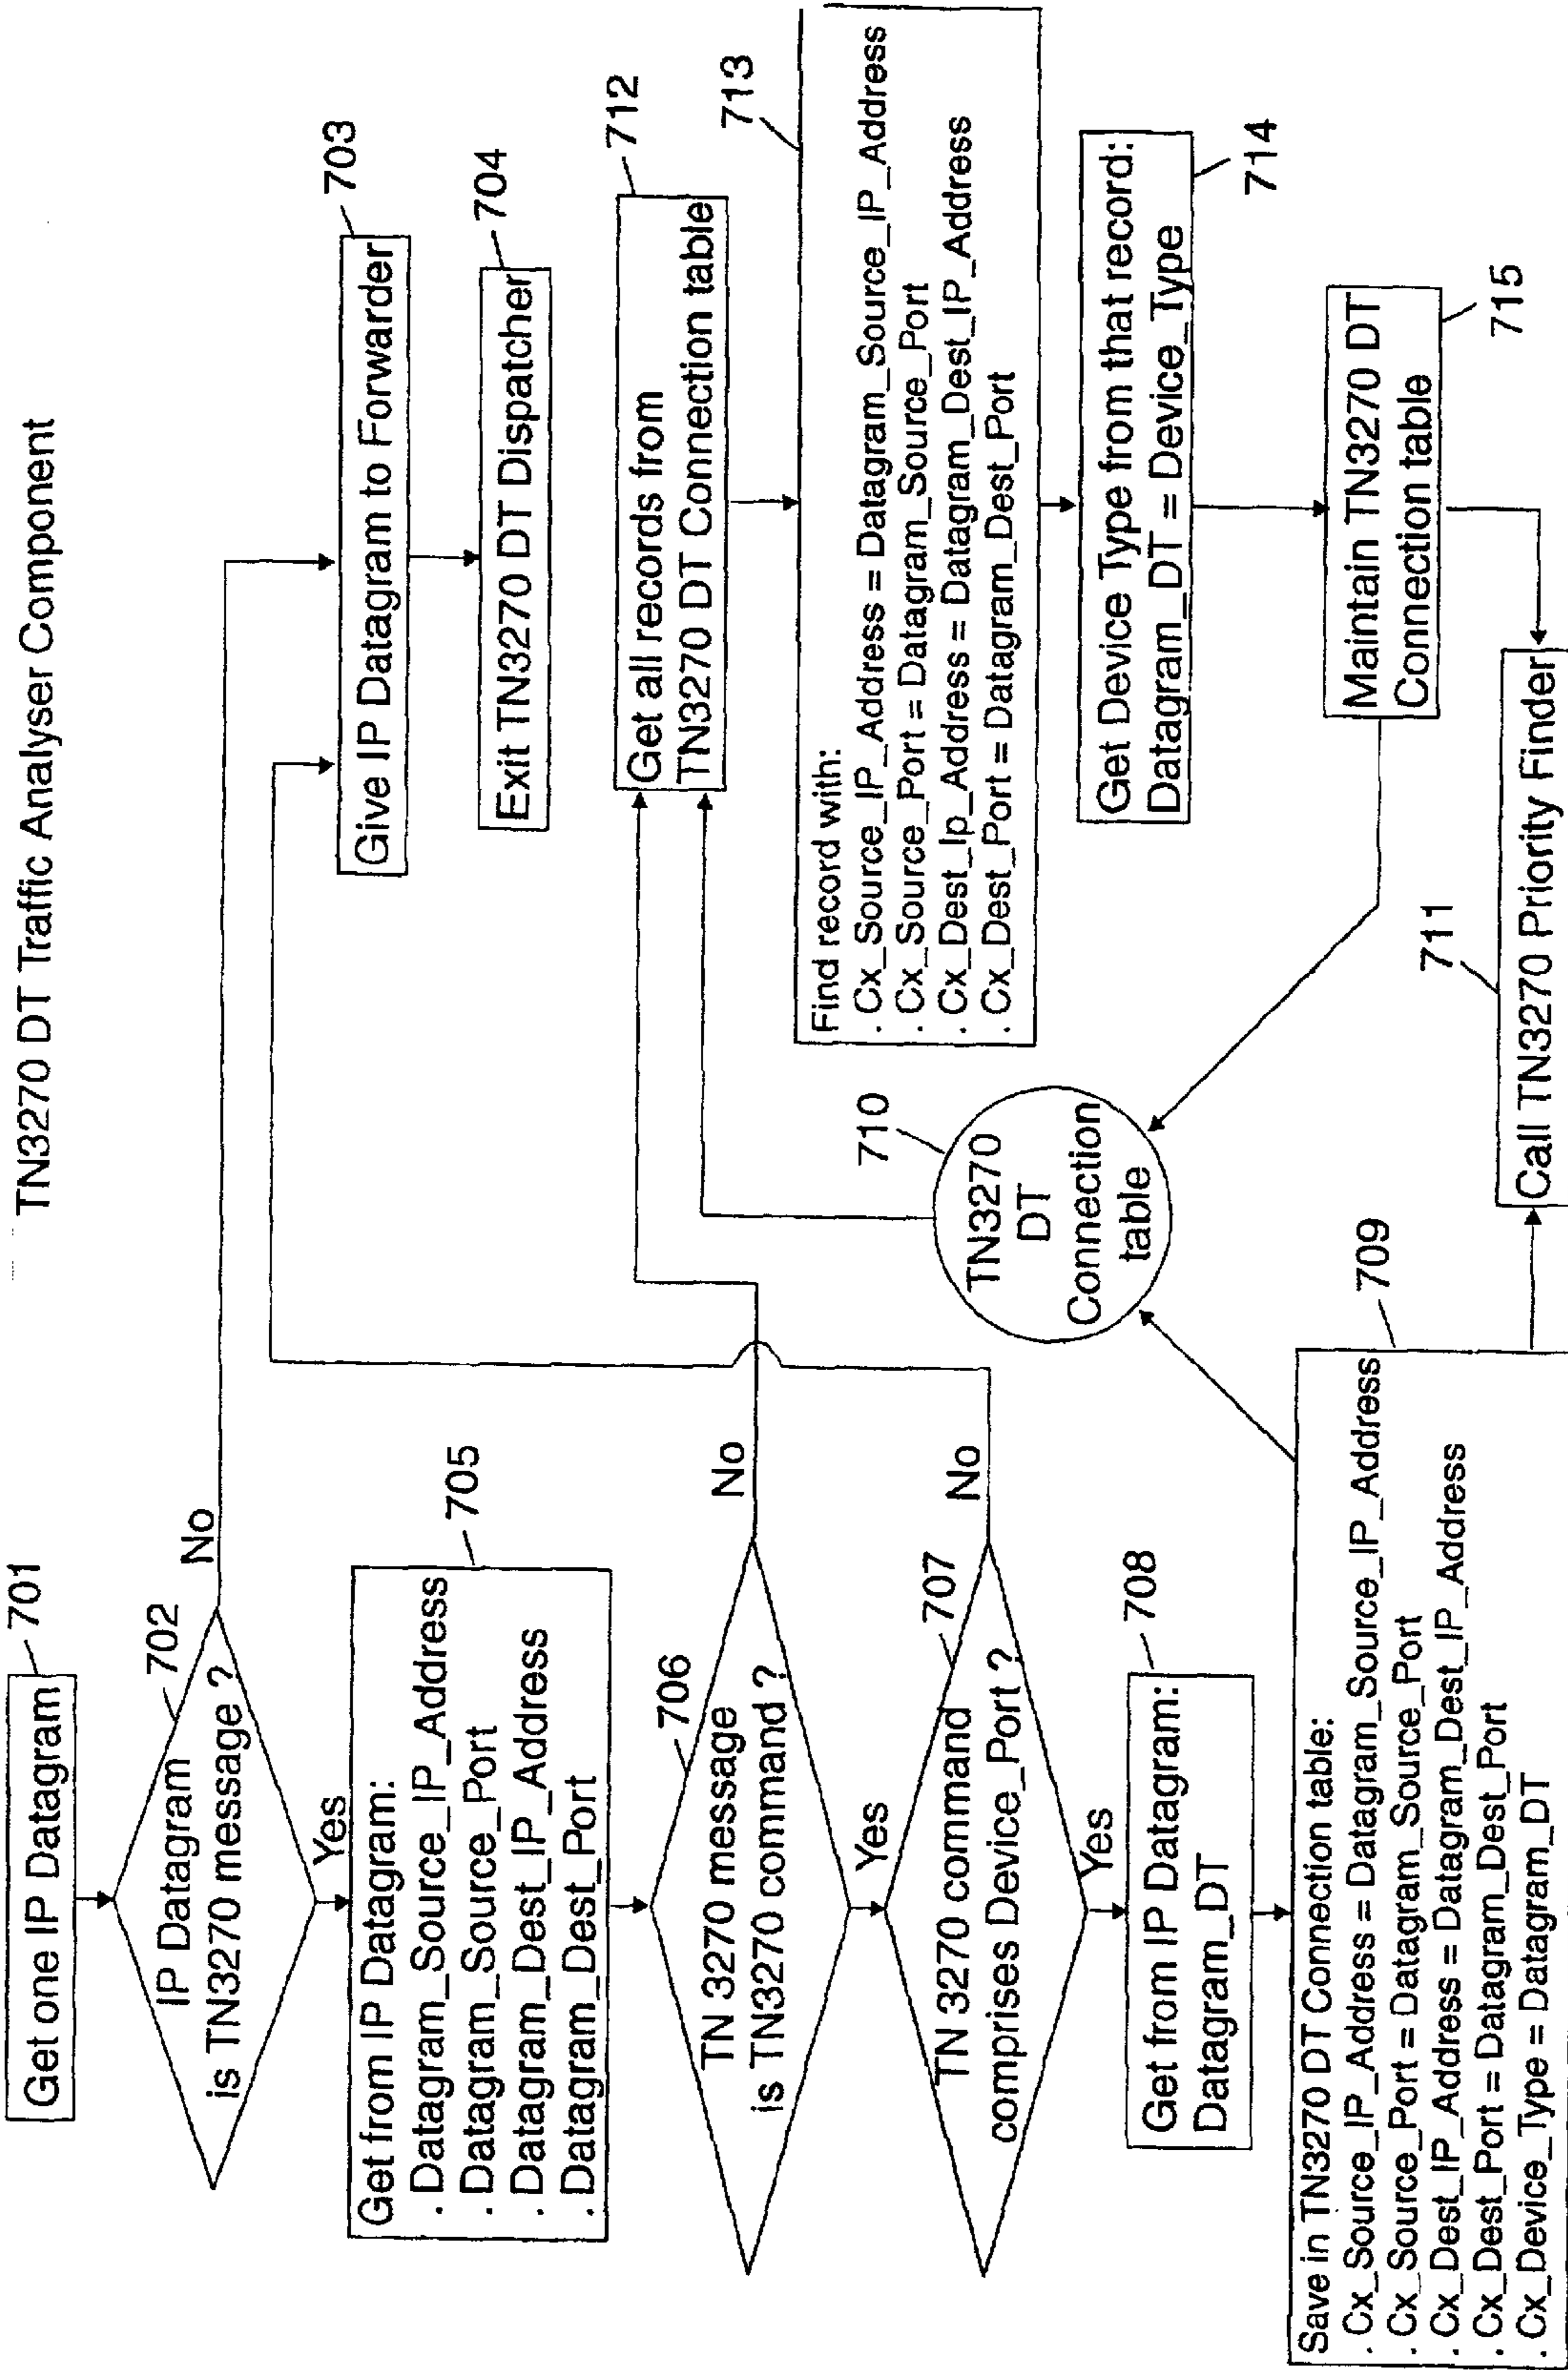 TN3270 DT Traffic Analyser Component
Get one IP Datagram
701
IP Datagram
is TN3270 message ?
702
No
Yes
Give IP Datagram to Forwarder
703
Exit TN3270 DT Dispatcher
704
Get from IP Datagram:
. Datagram_Source_IP_Address
. Datagram_Source_Port
. Datagram_Dest_IP_Address
. Datagram_Dest_Port
705
TN 3270 message
is TN3270 command ?
706
No
Yes
TN 3270 command
comprises Device_Port ?
707
No
Yes
Get from IP Datagram:
Datagram_DT
708
Save in TN3270 DT Connection table:
. Cx_Source_IP_Address = Datagram_Source_IP_Address
. Cx_Source_Port = Datagram_Source_Port
. Cx_Dest_IP_Address = Datagram_Dest_IP_Address
. Cx_Dest_Port = Datagram_Dest_Port
. Cx_Device_Type = Datagram_DT
709
TN3270
DT
Connection
table
710
Call TN3270 Priority Finder
711
Get all records from
TN3270 DT Connection table
712
Find record with:
. Cx_Source_IP_Address = Datagram_Source_IP_Address
. Cx_Source_Port = Datagram_Source_Port
. Cx_Dest_Ip_Address = Datagram_Dest_IP_Address
. Cx_Dest_Port = Datagram_Dest_Port
713
Get Device Type from that record:
Datagram_DT = Device_Type
714
Maintain TN3270 DT
Connection table
715